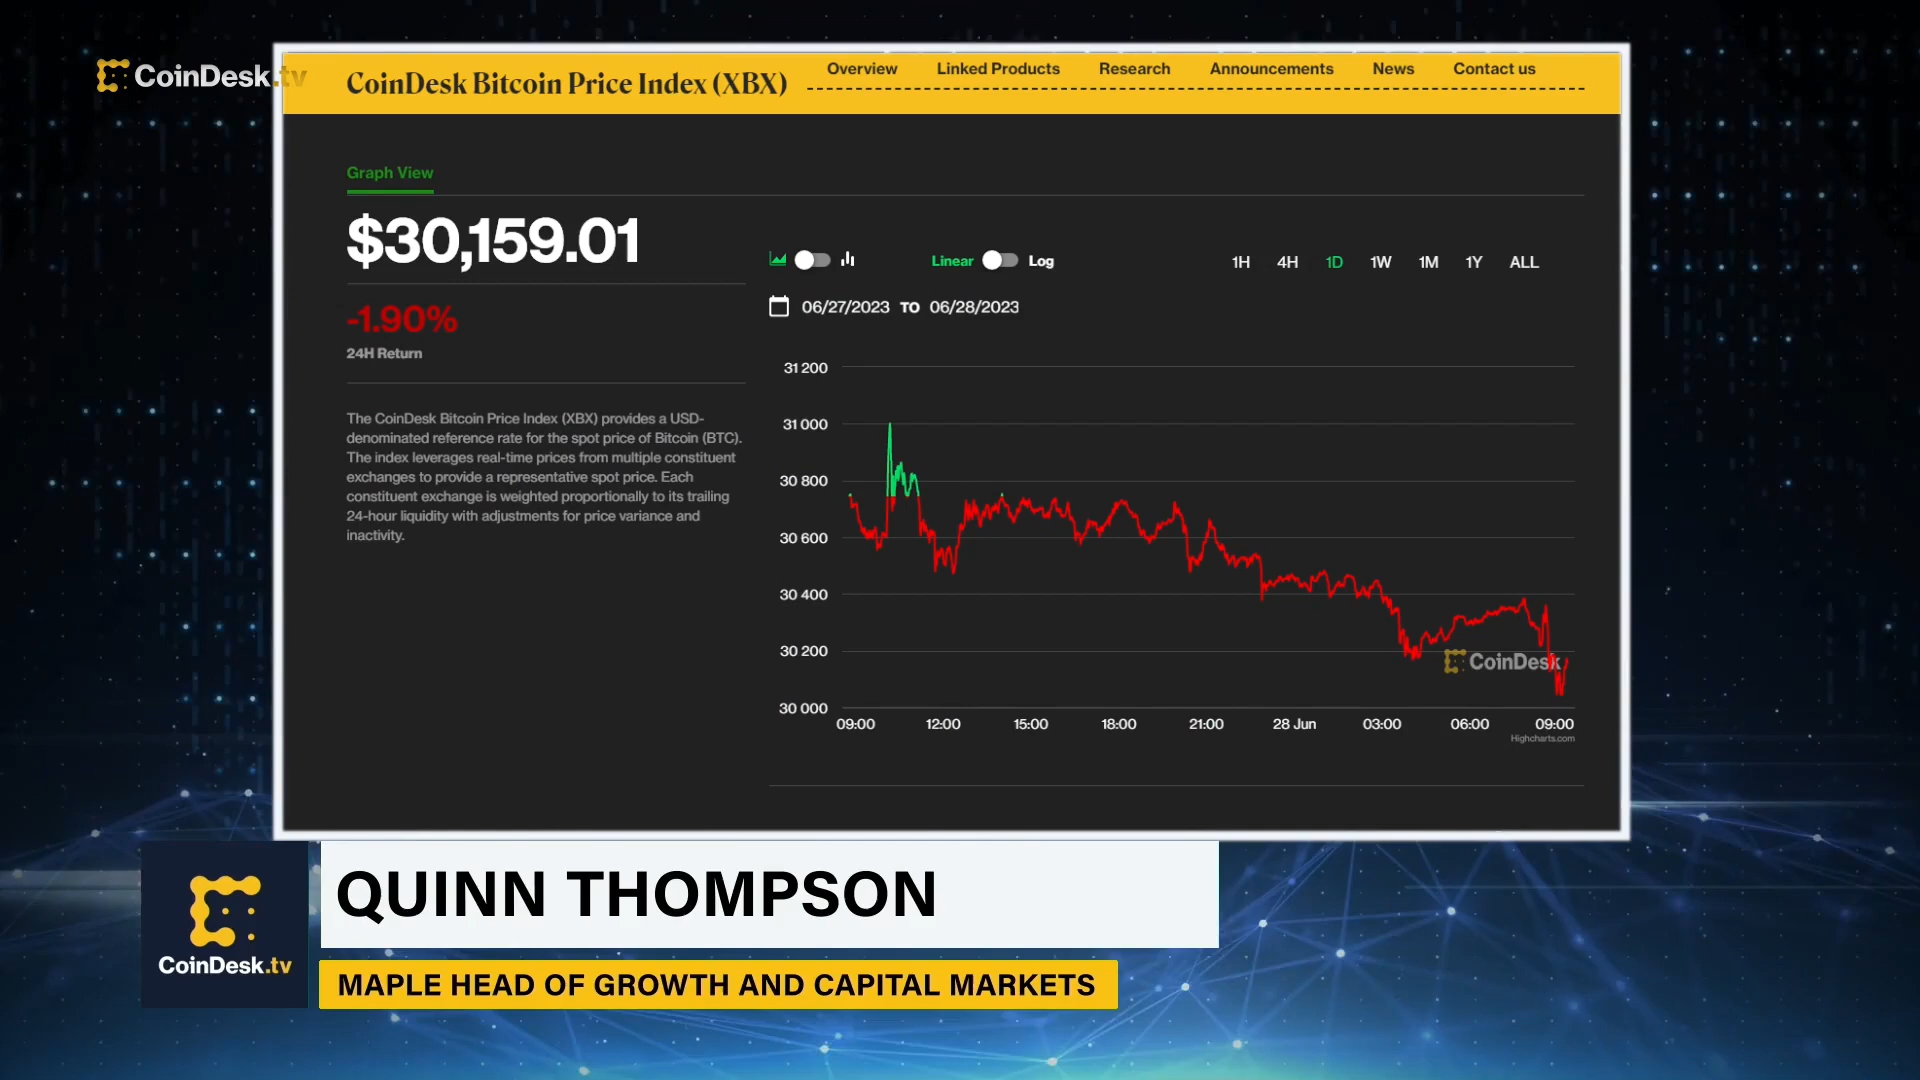 CoinDesk.tv
CoinDesk Bitcoin Price Index (XBX)
Overview Linked Products Research Announcements News Contact us
Graph View
$30,159.01
-1.90%
24H Return
The CoinDesk Bitcoin Price Index (XBX) provides a USD-
denominated reference rate for the spot price of Bitcoin (BTC).
The index leverages real-time prices from multiple constituent
exchanges to provide a representative spot price. Each
constituent exchange is weighted proportionally to its trailing
24-hour liquidity with adjustments for price variance and
inactivity.
Linear Log
1H 4H 1D 1W 1M 1Y ALL
06/27/2023 TO 06/28/2023
31 200
31 000
30 800
30 600
30 400
30 200
30 000
CoinDesk
09:00 12:00 15:00 18:00 21:00 28 Jun 03:00 06:00 09:00
Highcharts.com
QUINN THOMPSON
MAPLE HEAD OF GROWTH AND CAPITAL MARKETS
CoinDesk.tv